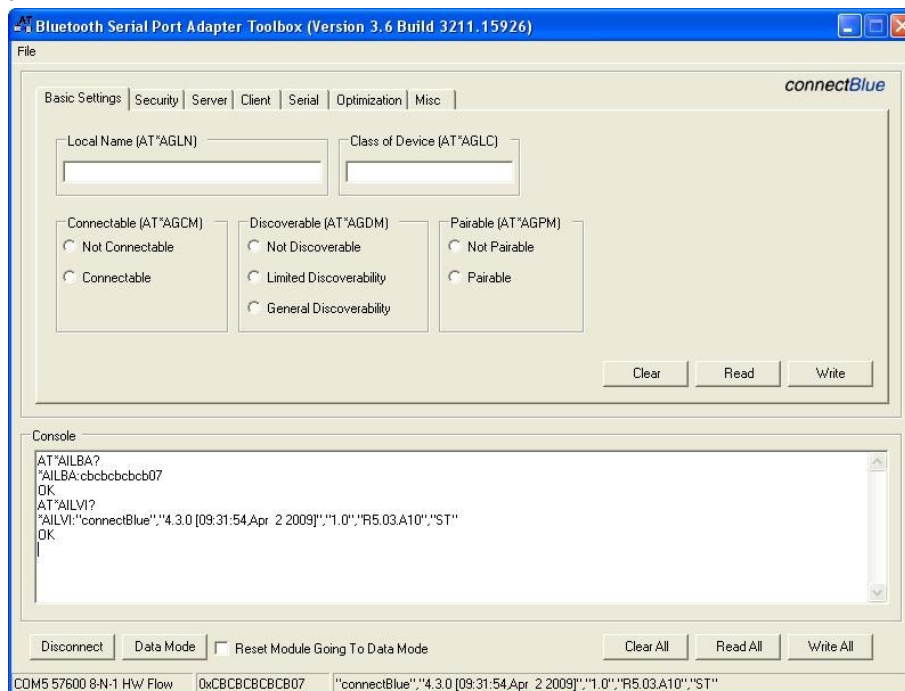 AT Bluetooth Serial Port Adapter Toolbox (Version 3.6 Build 3211.15926)
File
connectBlue
Basic Settings Security Server Client Serial Optimization Misc
Local Name (AT*AGLN) Class of Device (AT*AGLC)
Connectable (AT*AGCM) Discoverable (AT*AGDM) Pairable (AT*AGPM)
Not Connectable Not Discoverable Not Pairable
Connectable Limited Discoverability Pairable
General Discoverability
Clear Read Write
Console
AT*AILBA?
*AILBA:cbcbcbcbcb07
OK
AT*AILVI?
*AILVI:"connectBlue","4.3.0 [09:31:54,Apr 2 2009]","1.0","R5.03.A10","ST"
OK
Disconnect Data Mode Reset Module Going To Data Mode Clear All Read All Write All
COM5 57600 8-N-1 HW Flow 0xCBCBCBCBCB07 "connectBlue","4.3.0 [09:31:54,Apr 2 2009]","1.0","R5.03.A10","ST"